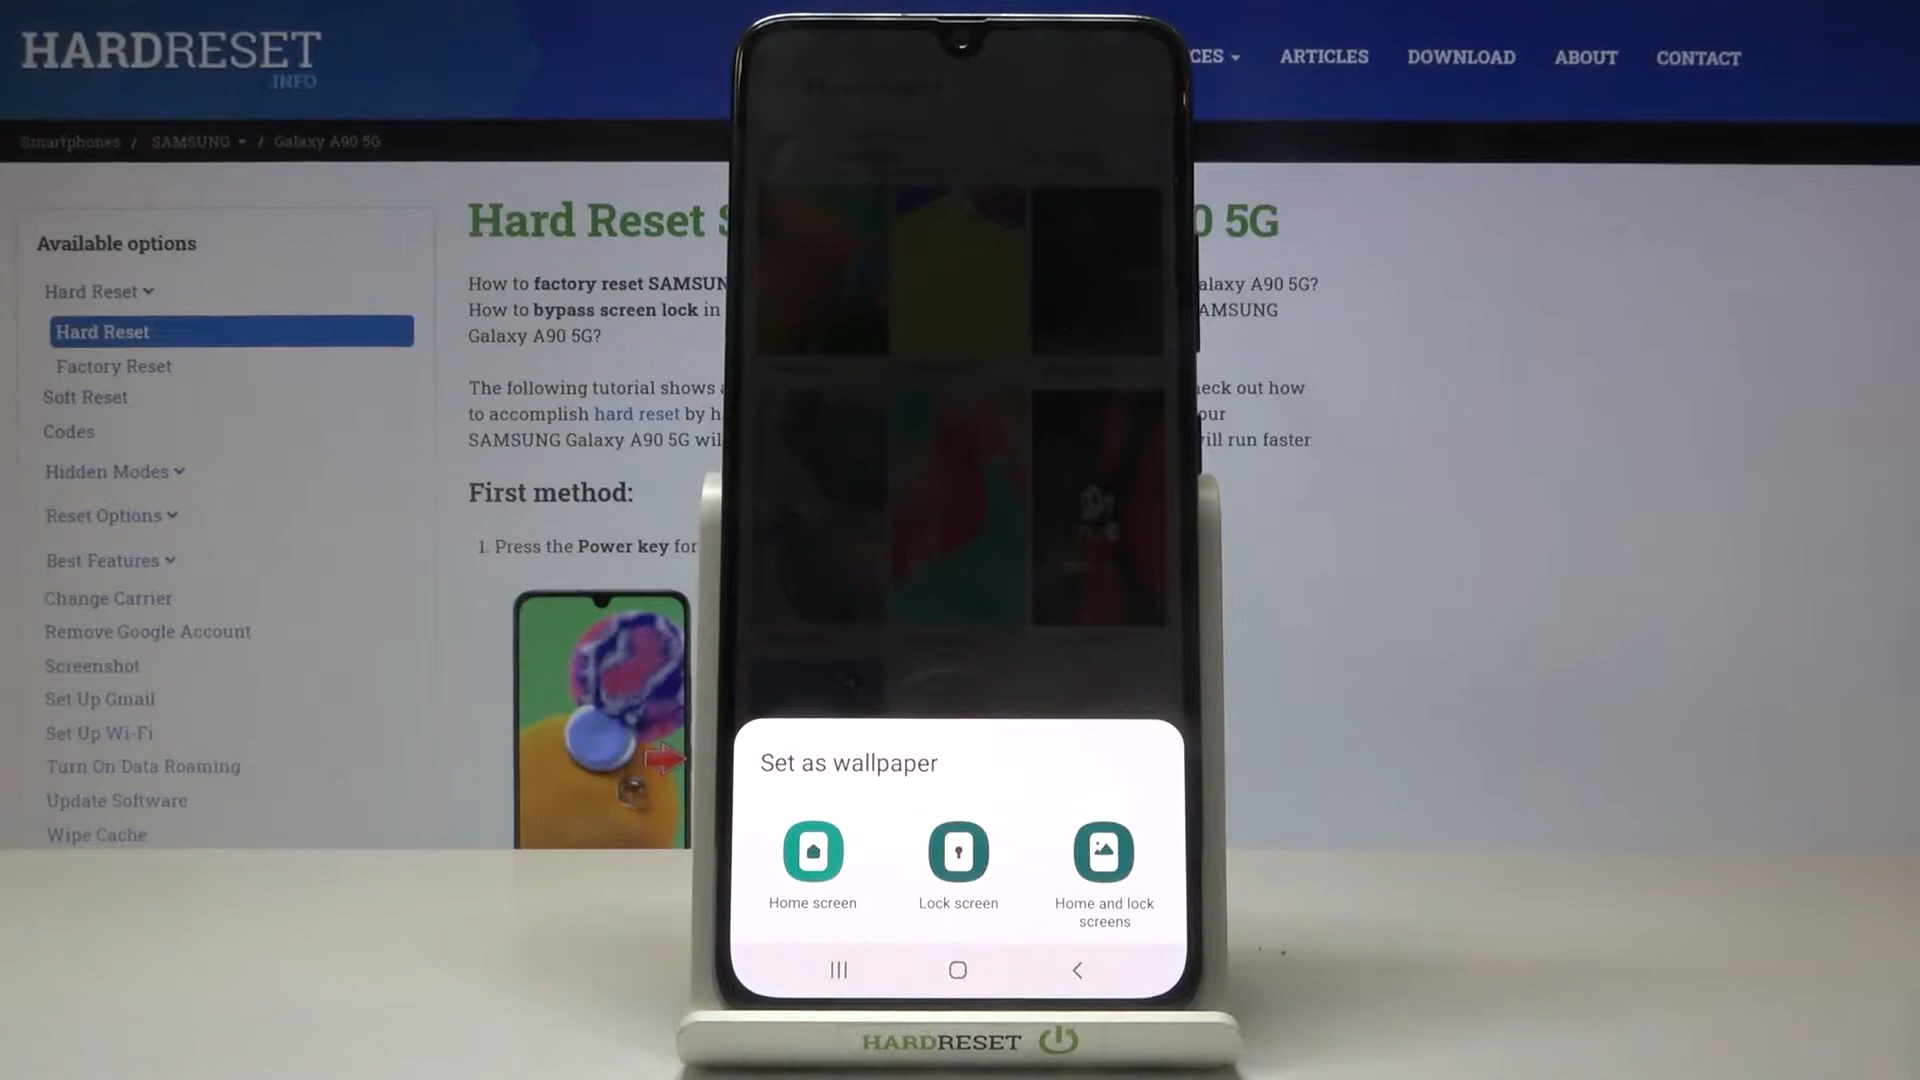 HARDRESET
.INFO
CES
ARTICLES
DOWNLOAD
ABOUT
CONTACT
Smartphones / SAMSUNG / Galaxy A90 5G
Available options
Hard Reset
Hard Reset
Factory Reset
Soft Reset
Codes
Hidden Modes
Reset Options
Best Features
Change Carrier
Remove Google Account
Screenshot
Set Up Gmail
Set Up Wi-Fi
Turn On Data Roaming
Update Software
Wipe Cache
Hard Reset S 0 5G
How to factory reset SAMSUN alaxy A90 5G?
How to bypass screen lock in AMSUNG
Galaxy A90 5G?
The following tutorial shows eck out how
to accomplish hard reset by h our
SAMSUNG Galaxy A90 5G wil ill run faster
First method:
1. Press the Power key for
Set as wallpaper
Home screen
Lock screen
Home and lock
screens
HARDRESET